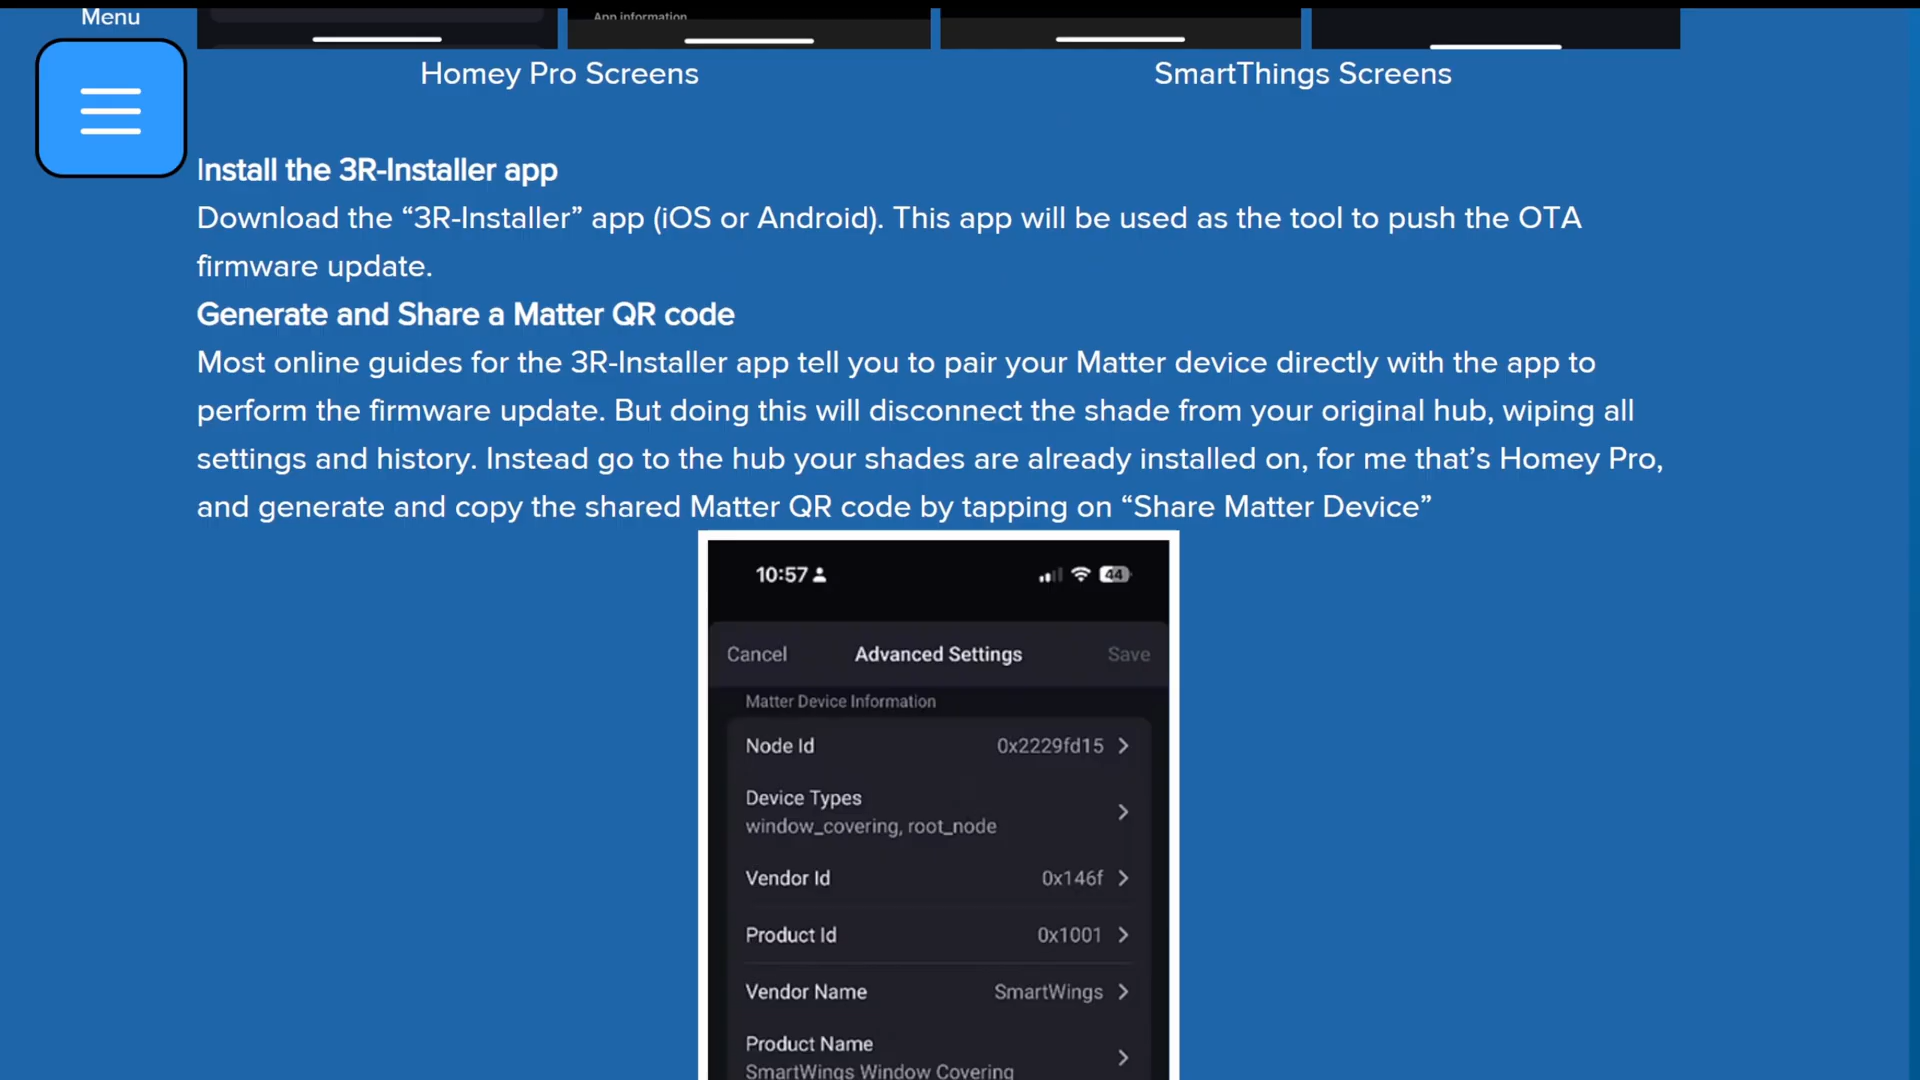 Menu
App information
Homey Pro Screens
SmartThings Screens
Install the 3R-Installer app
Download the “3R-Installer” app (iOS or Android). This app will be used as the tool to push the OTA
firmware update.
Generate and Share a Matter QR code
Most online guides for the 3R-Installer app tell you to pair your Matter device directly with the app to
perform the firmware update. But doing this will disconnect the shade from your original hub, wiping all
settings and history. Instead go to the hub your shades are already installed on, for me that’s Homey Pro,
and generate and copy the shared Matter QR code by tapping on “Share Matter Device”
10:57
44
Cancel
Advanced Settings
Save
Matter Device Information
Node Id
0x2229fd15
Device Types
window_covering, root_node
Vendor Id
0x146f
Product Id
0x1001
Vendor Name
SmartWings
Product Name
SmartWings Window Covering